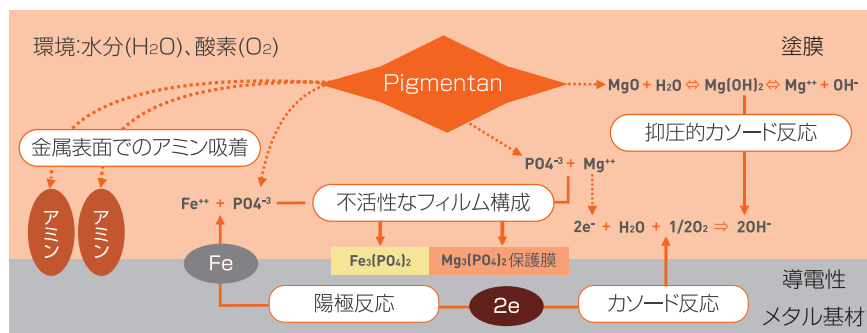 環境:水分(H₂O)、酸素(O₂)
塗膜
Pigmentan
MgO + H₂O ⇔ Mg(OH)₂ ⇔ Mg⁺⁺ + OH⁻
抑圧的カソード反応
金属表面でのアミン吸着
PO4⁻³ + Mg⁺⁺
アミン
アミン
Fe⁺⁺ + PO4⁻³
不活性なフィルム構成
2e⁻ + H₂O + 1/2O₂ ⇒ 2OH⁻
Fe
Fe₃(PO₄)₂
Mg₃(PO₄)₂ 保護膜
導電性
メタル基材
陽極反応
2e
カソード反応